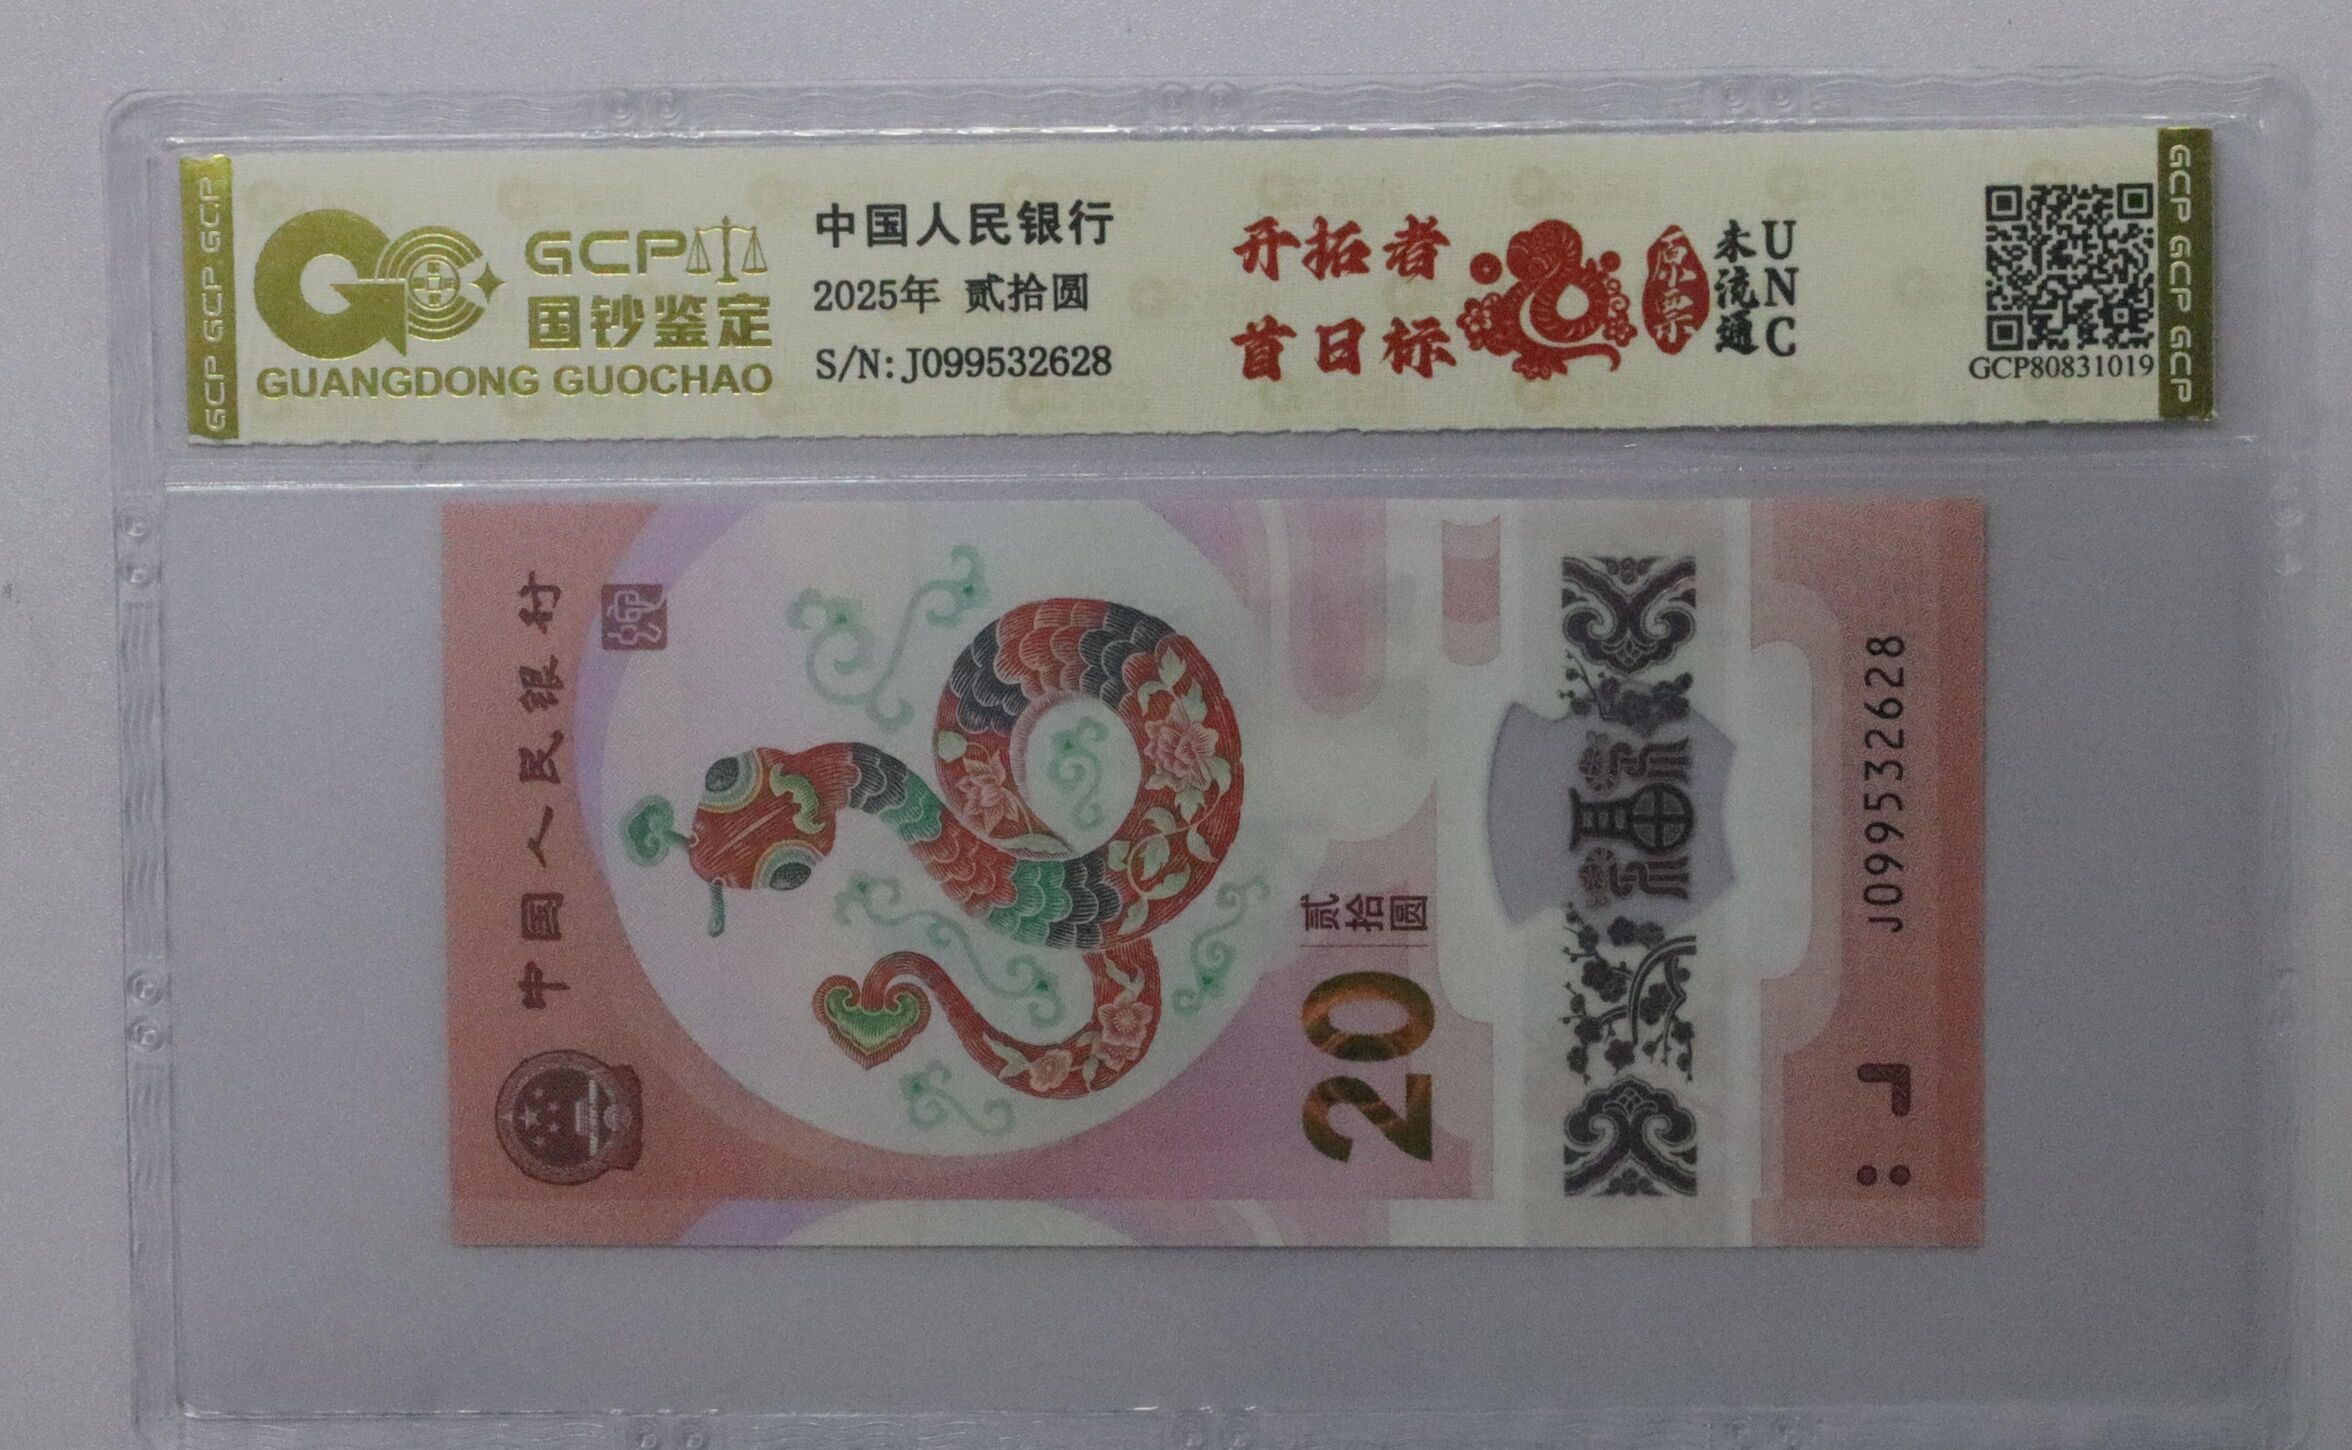 GCP GCP GCP
GCP
国钞鉴定
GUANGDONG GUOCHAO
中国人民银行
2025年 贰拾圆
S/N: J099532628
开拓者
首日标
原票
未流通
UNC
GCP80831019
GCP GCP GCP
中国人民银行
贰拾圆
20
福
J099532628